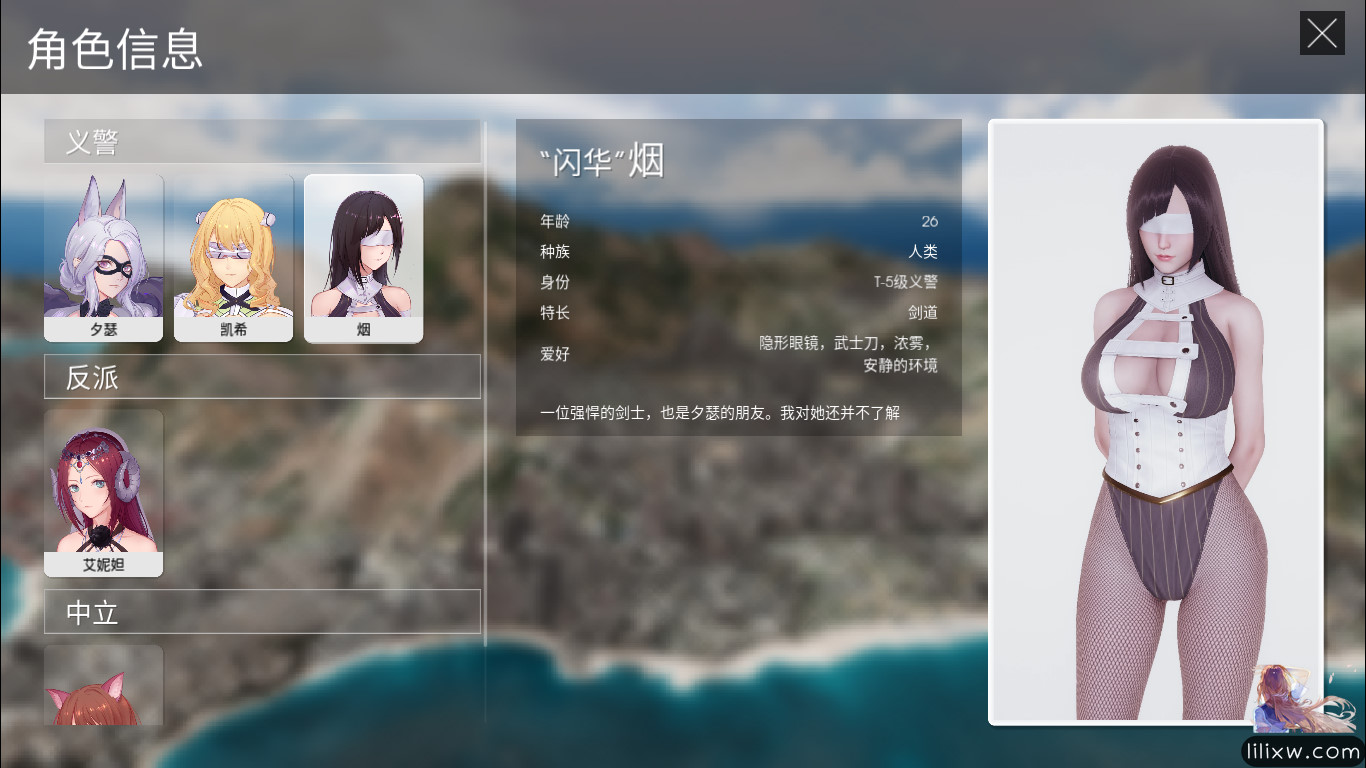 角色信息
义警
夕瑟
凯希
烟
反派
艾妮妲
中立
“闪华”烟
年龄 26
种族 人类
身份 T-5级义警
特长 剑道
爱好 隐形眼镜，武士刀，浓雾，
安静的环境
一位强悍的剑士，也是夕瑟的朋友。我对她还并不了解
lilixw.com